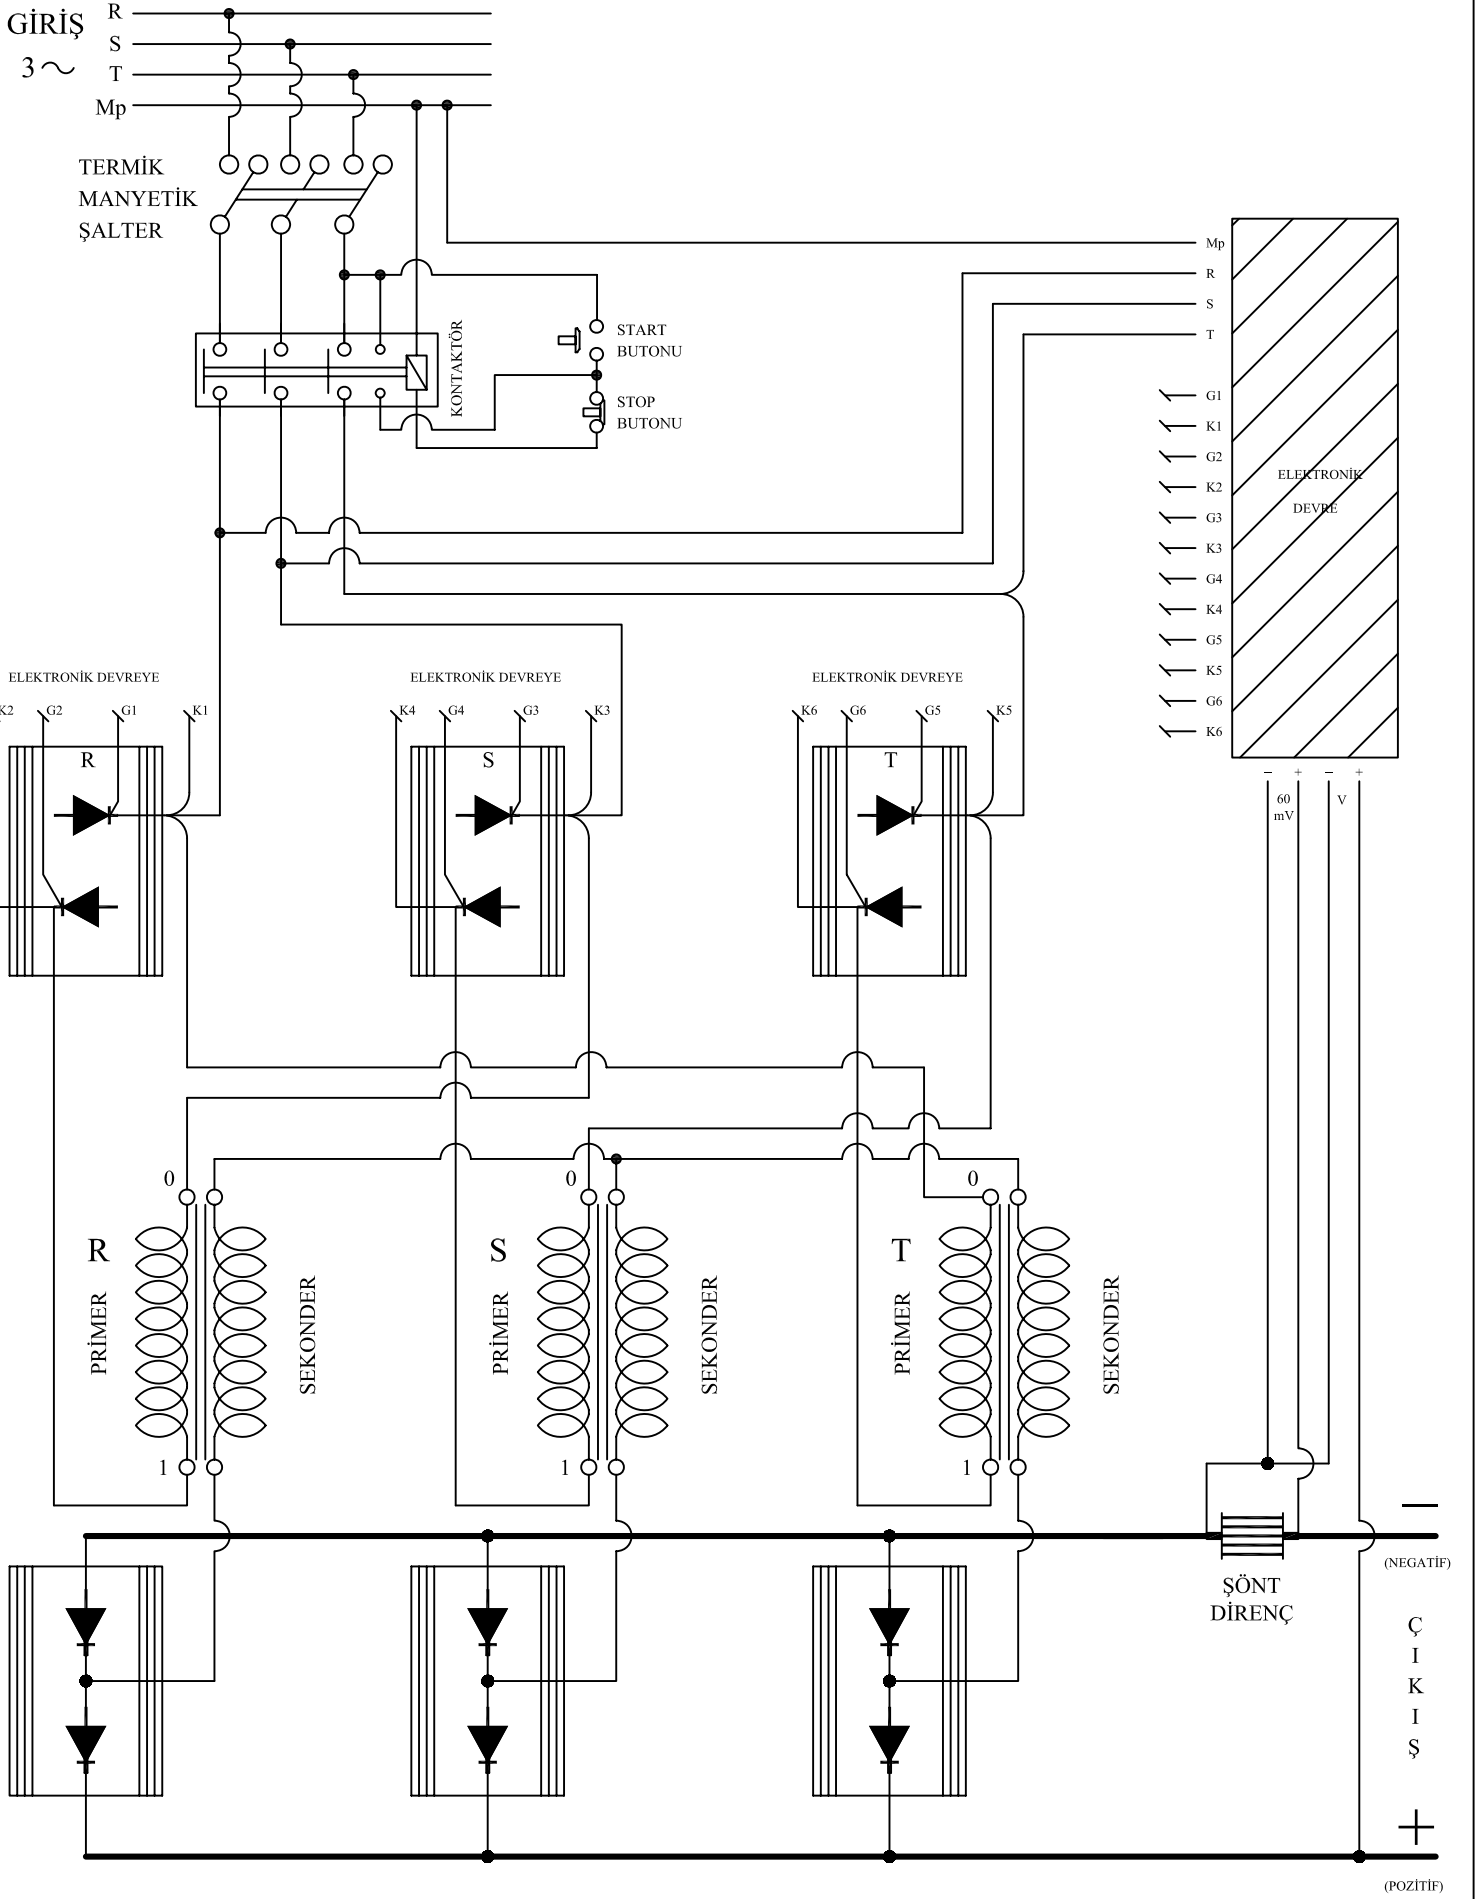 GİRİŞ
3
R
S
T
Mp
TERMİK
MANYETİK
ŞALTER
KONTAKTÖR
START
BUTONU
STOP
BUTONU
Mp
R
S
T
G1
K1
G2
K2
G3
K3
G4
K4
G5
K5
G6
K6
ELEKTRONİK
DEVRE
− + − +
60
mV
V
ELEKTRONİK DEVREYE
K2 G2 G1 K1
R
ELEKTRONİK DEVREYE
K4 G4 G3 K3
S
ELEKTRONİK DEVREYE
K6 G6 G5 K5
T
0
R
PRİMER
SEKONDER
1
0
S
PRİMER
SEKONDER
1
0
T
PRİMER
SEKONDER
1
−
(NEGATİF)
ŞÖNT
DİRENÇ
Ç
I
K
I
Ş
+
(POZİTİF)